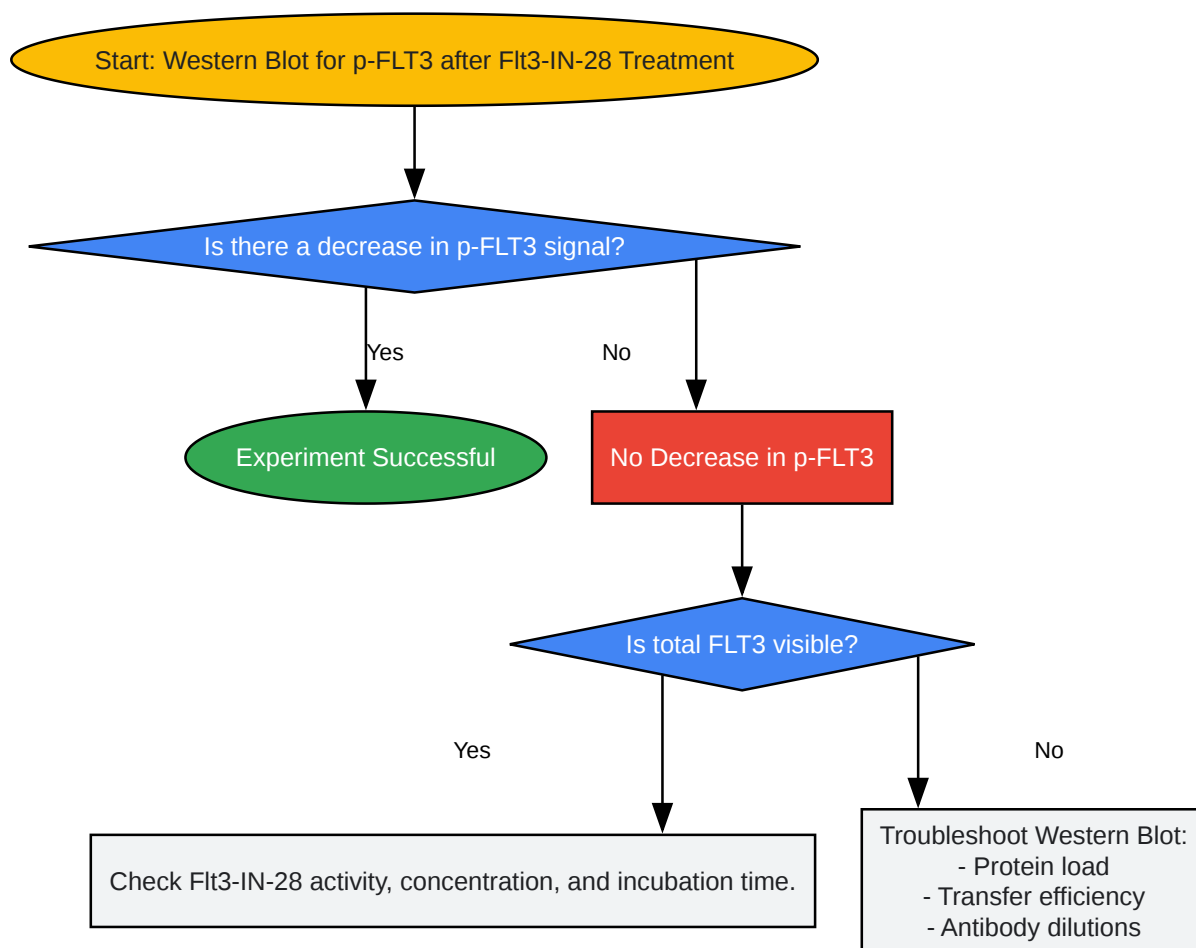 Start: Western Blot for p-FLT3 after Flt3-IN-28 Treatment
Is there a decrease in p-FLT3 signal?
Yes
No
Experiment Successful
No Decrease in p-FLT3
Is total FLT3 visible?
Yes
No
Check Flt3-IN-28 activity, concentration, and incubation time.
Troubleshoot Western Blot:
- Protein load
- Transfer efficiency
- Antibody dilutions